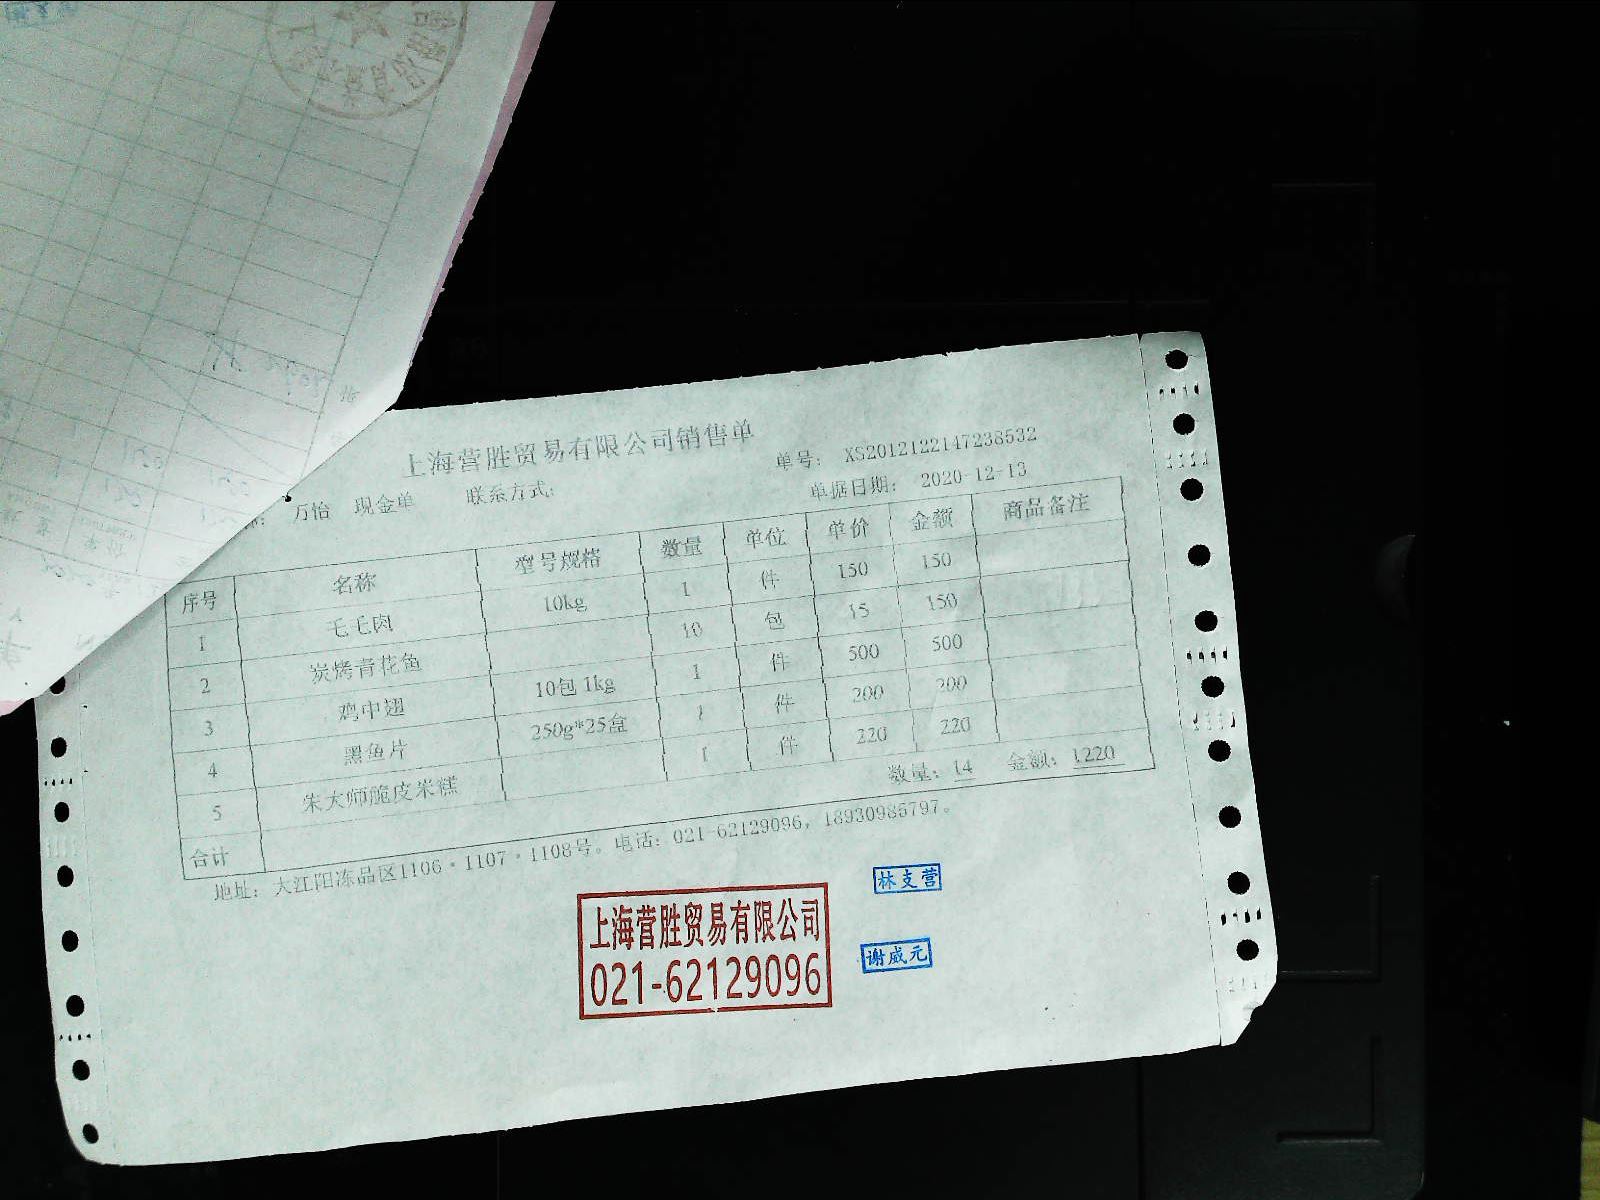 上海营胜贸易有限公司销售单
单号： XS2012122147238532
万怡 现金单 联系方式：
单据日期： 2020-12-13
序号 名称 型号规格 数量 单位 单价 金额 商品备注
1 毛毛肉 10kg 1 件 150 150
2 炭烤青花鱼 10 包 15 150
3 鸡中翅 10包 1kg 1 件 500 500
4 黑鱼片 250g*25盒 1 件 200 200
5 朱大师脆皮米糕 1 件 220 220
合计 数量：14 金额：1220
地址：大江阳冻品区1106·1107·1108号。电话：021-62129096，18930985797。
林支营
上海营胜贸易有限公司
021-62129096
谢威元